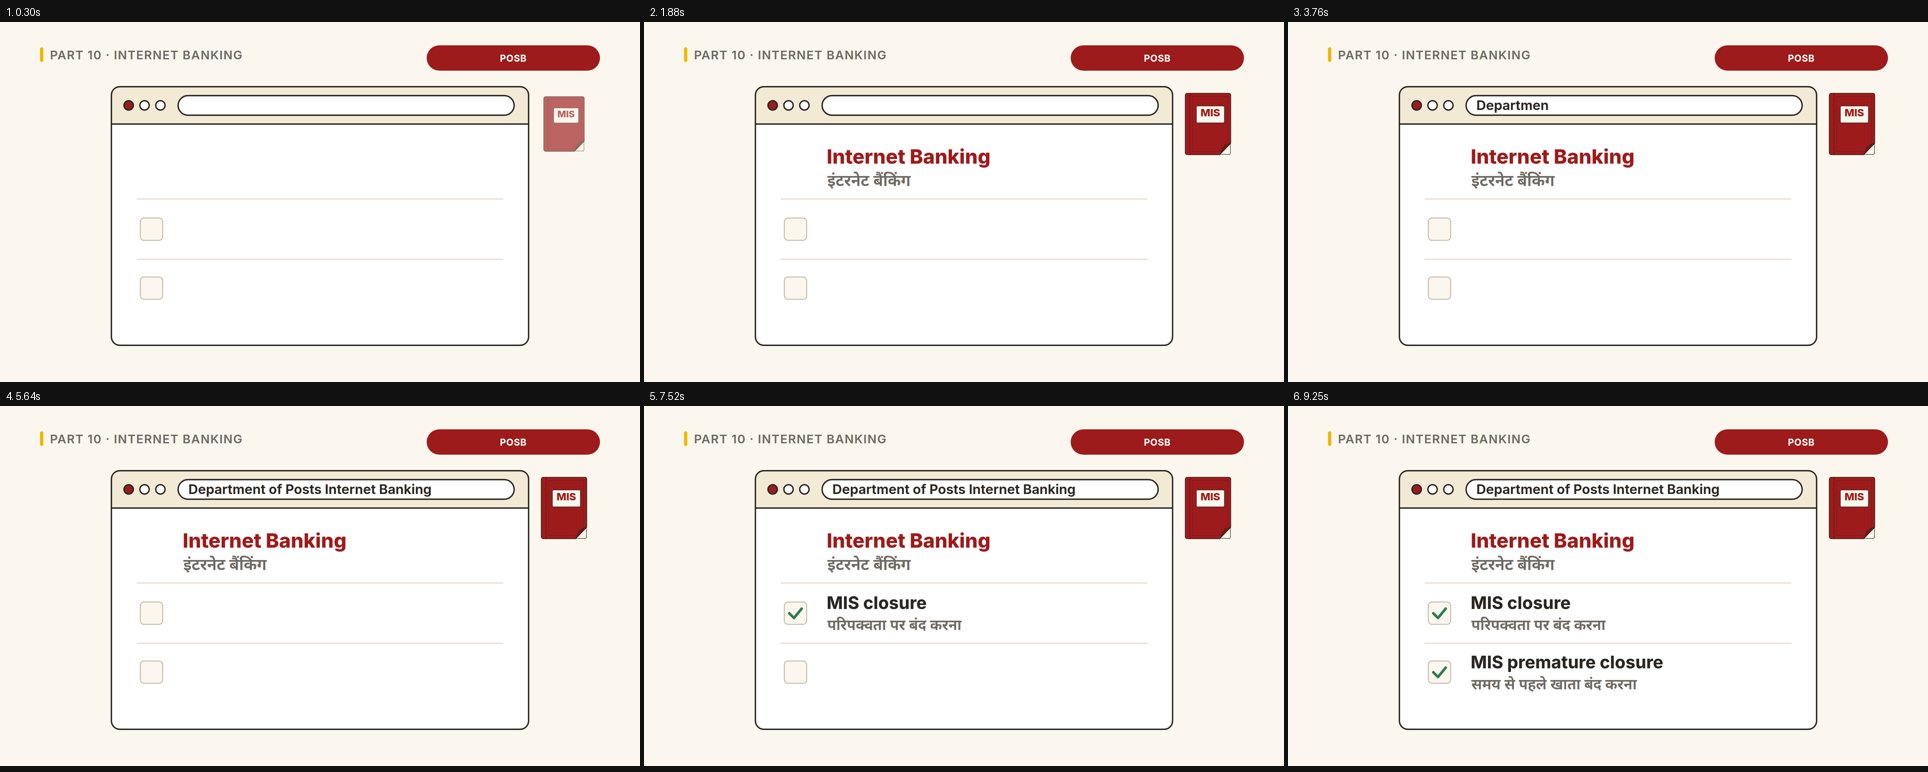 1. 0.30s
PART 10 · INTERNET BANKING
POSB
MIS
2. 1.88s
PART 10 · INTERNET BANKING
POSB
MIS
Internet Banking
इंटरनेट बैंकिंग
3. 3.76s
PART 10 · INTERNET BANKING
POSB
Departmen
MIS
Internet Banking
इंटरनेट बैंकिंग
4. 5.64s
PART 10 · INTERNET BANKING
POSB
Department of Posts Internet Banking
MIS
Internet Banking
इंटरनेट बैंकिंग
5. 7.52s
PART 10 · INTERNET BANKING
POSB
Department of Posts Internet Banking
MIS
Internet Banking
इंटरनेट बैंकिंग
MIS closure
परिपक्वता पर बंद करना
6. 9.25s
PART 10 · INTERNET BANKING
POSB
Department of Posts Internet Banking
MIS
Internet Banking
इंटरनेट बैंकिंग
MIS closure
परिपक्वता पर बंद करना
MIS premature closure
समय से पहले खाता बंद करना